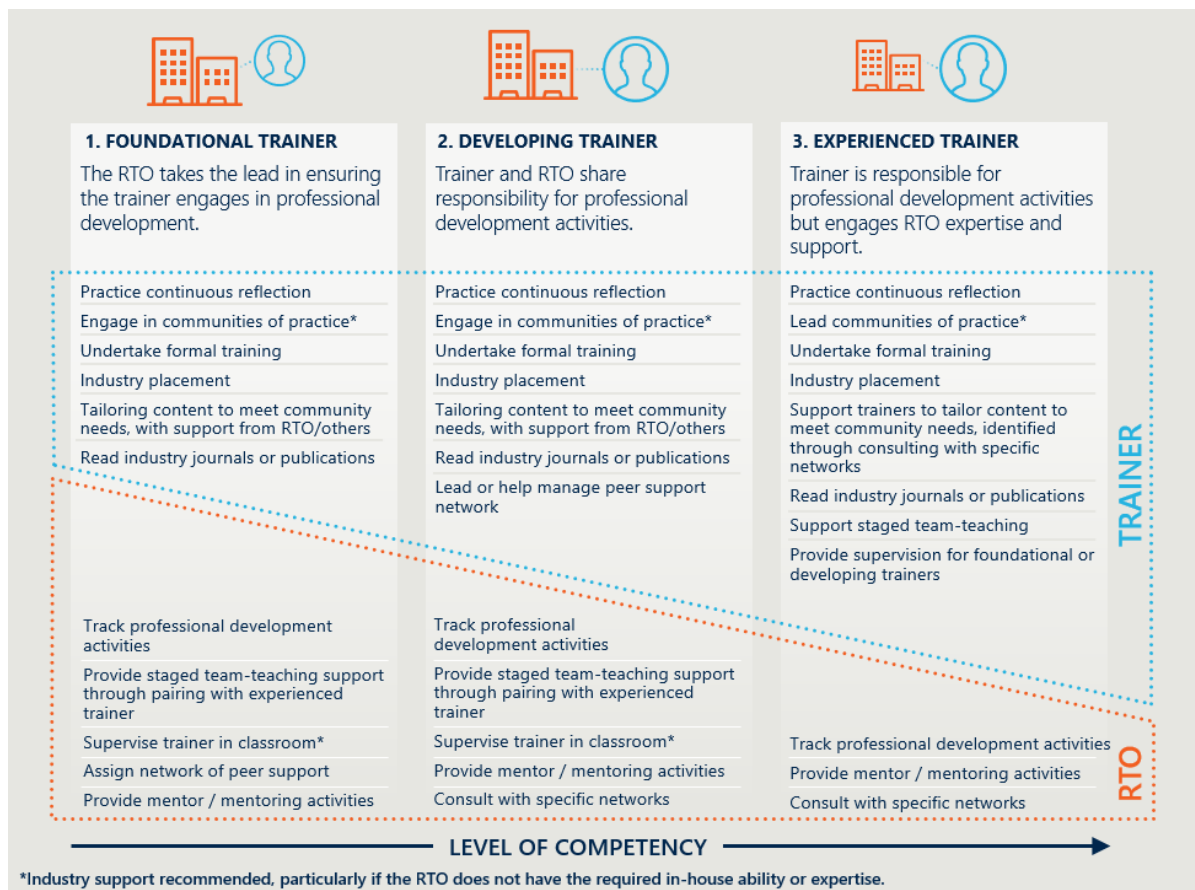 1. FOUNDATIONAL TRAINER
The RTO takes the lead in ensuring
the trainer engages in professional
development.
Practice continuous reflection
Engage in communities of practice*
Undertake formal training
Industry placement
Tailoring content to meet community
needs, with support from RTO/others
Read industry journals or publications
Track professional development
activities
Provide staged team-teaching support
through pairing with experienced
trainer
Supervise trainer in classroom*
Assign network of peer support
Provide mentor / mentoring activities
2. DEVELOPING TRAINER
Trainer and RTO share
responsibility for professional
development activities.
Practice continuous reflection
Engage in communities of practice*
Undertake formal training
Industry placement
Tailoring content to meet community
needs, with support from RTO/others
Read industry journals or publications
Lead or help manage peer support
network
Track professional
development activities
Provide staged team-teaching support
through pairing with experienced
trainer
Supervise trainer in classroom*
Provide mentor / mentoring activities
Consult with specific networks
3. EXPERIENCED TRAINER
Trainer is responsible for
professional development activities
but engages RTO expertise and
support.
Practice continuous reflection
Lead communities of practice*
Undertake formal training
Industry placement
Support trainers to tailor content to
meet community needs, identified
through consulting with specific
networks
Read industry journals or publications
Support staged team-teaching
Provide supervision for foundational or
developing trainers
Track professional development activities
Provide mentor / mentoring activities
Consult with specific networks
TRAINER
RTO
LEVEL OF COMPETENCY
*Industry support recommended, particularly if the RTO does not have the required in-house ability or expertise.